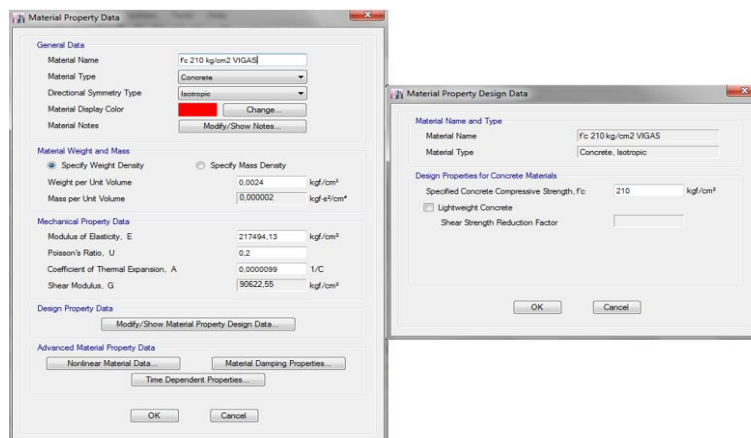 Material Property Data
General Data
Material Name f'c 210 kg/cm2 VIGAS
Material Type Concrete
Directional Symmetry Type Isotropic
Material Display Color Change...
Material Notes Modify/Show Notes...
Material Weight and Mass
Specify Weight Density Specify Mass Density
Weight per Unit Volume 0,0024 kgf/cm³
Mass per Unit Volume 0,000002 kgf-s²/cm⁴
Mechanical Property Data
Modulus of Elasticity, E 217494,13 kgf/cm²
Poisson's Ratio, U 0,2
Coefficient of Thermal Expansion, A 0,0000099 1/C
Shear Modulus, G 90622,55 kgf/cm²
Design Property Data
Modify/Show Material Property Design Data...
Advanced Material Property Data
Nonlinear Material Data... Material Damping Properties...
Time Dependent Properties...
OK Cancel
Material Property Design Data
Material Name and Type
Material Name f'c 210 kg/cm2 VIGAS
Material Type Concrete, Isotropic
Design Properties for Concrete Materials
Specified Concrete Compressive Strength, f'c 210 kgf/cm²
Lightweight Concrete
Shear Strength Reduction Factor
OK Cancel